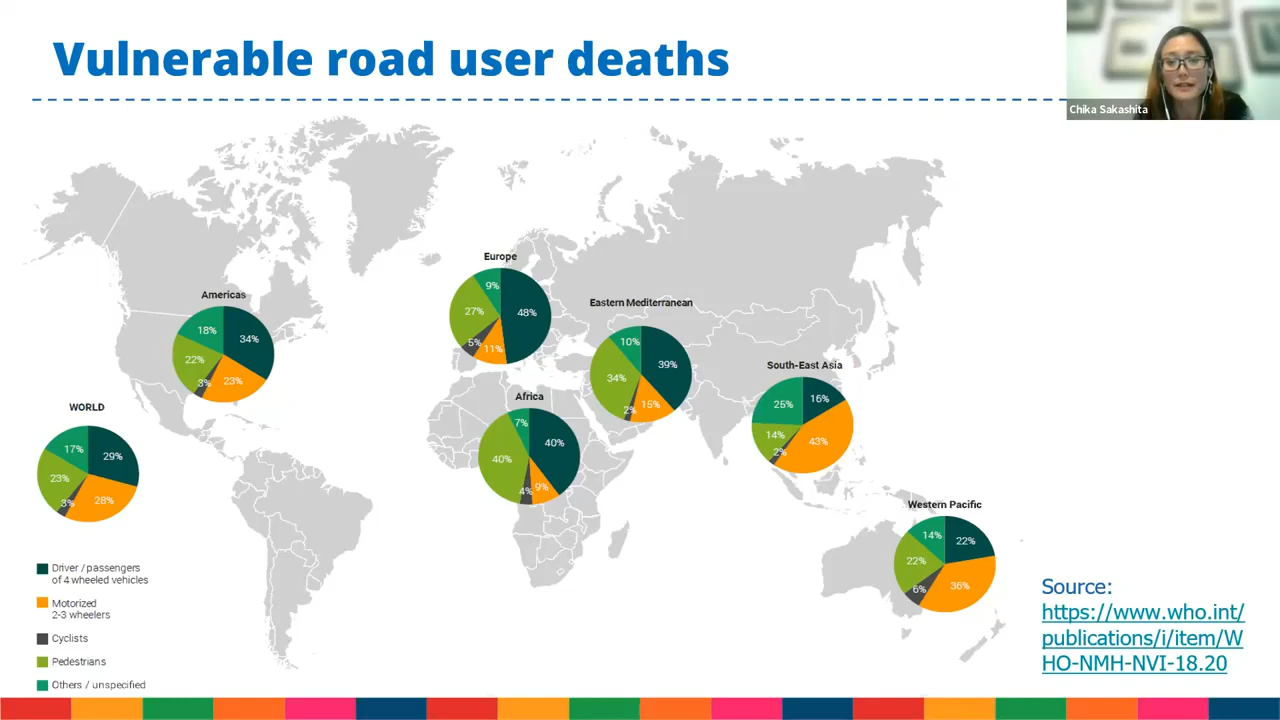 Vulnerable road user deaths
Chika Sakashita
Europe
9%
48%
27%
5%
11%
Americas
18%
34%
22%
3%
23%
Eastern Mediterranean
10%
39%
34%
2%
15%
South-East Asia
25%
16%
14%
2%
43%
WORLD
17%
29%
23%
3%
28%
Africa
7%
40%
40%
4%
9%
Western Pacific
14%
22%
22%
6%
36%
Driver / passengers
of 4 wheeled vehicles
Motorized
2-3 wheelers
Cyclists
Pedestrians
Others / unspecified
Source:
https://www.who.int/
publications/i/item/W
HO-NMH-NVI-18.20